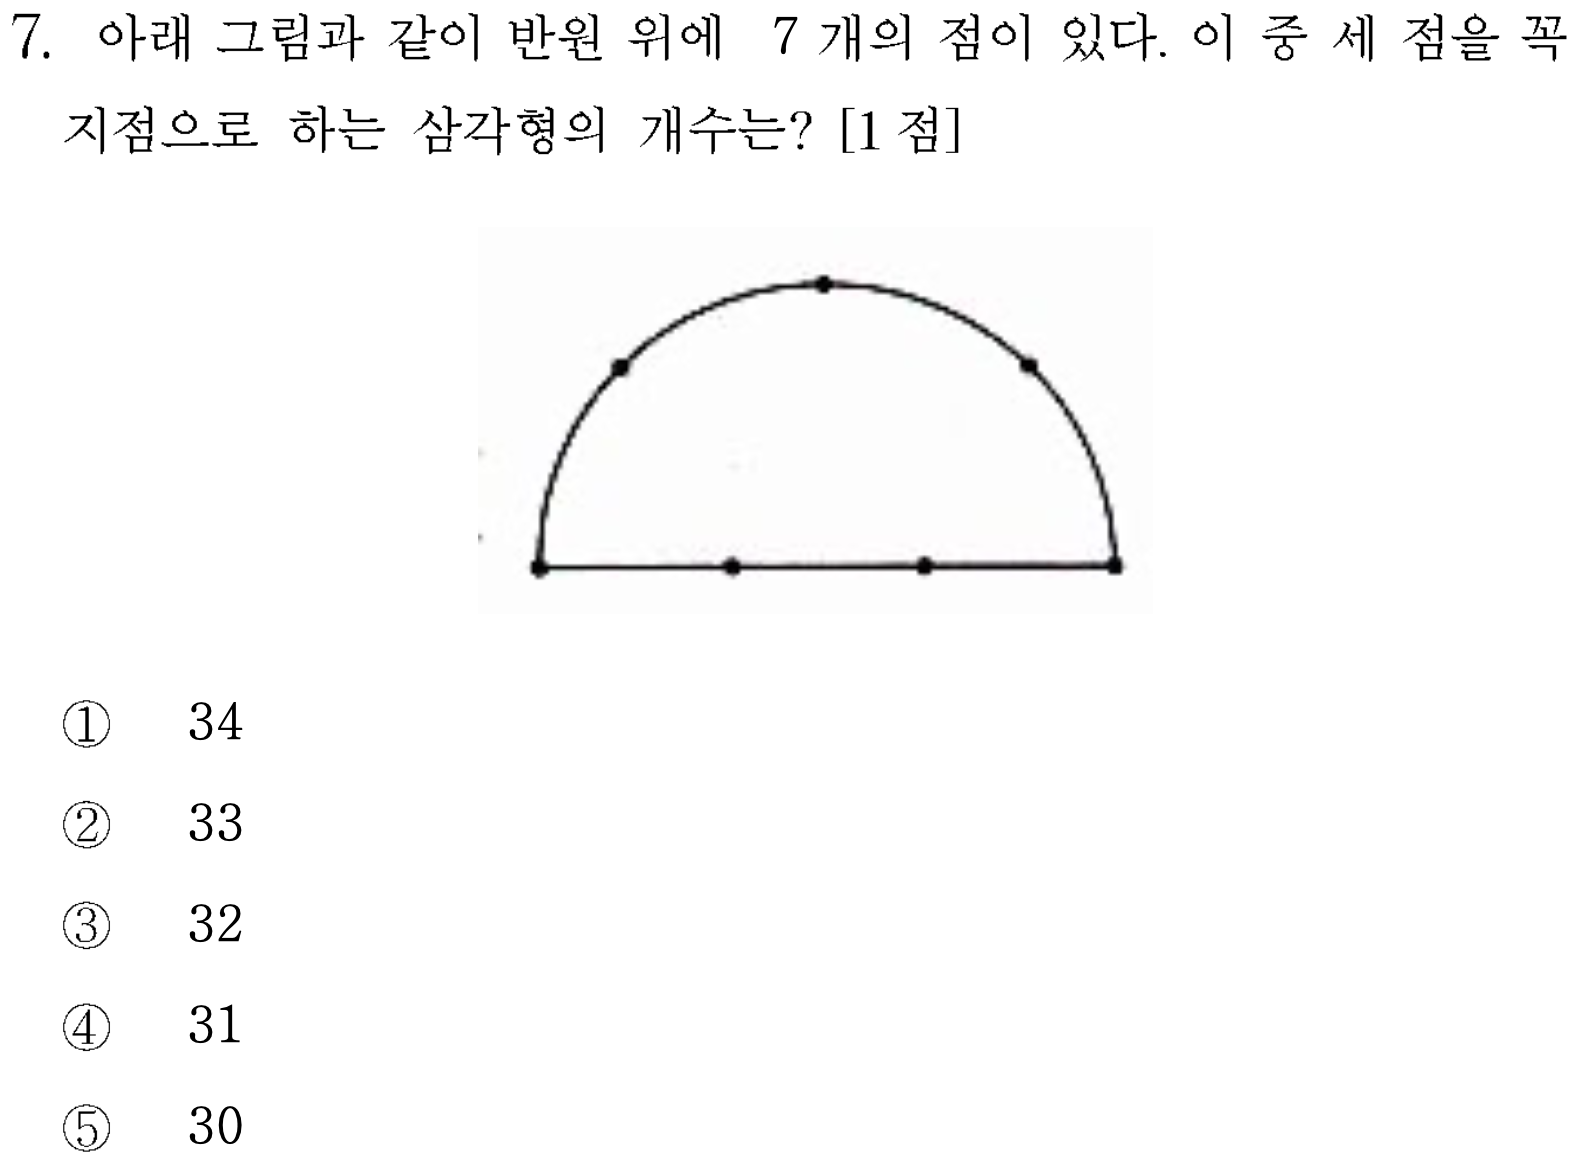 7. 아래 그림과 같이 반원 위에 7 개의 점이 있다. 이 중 세 점을 꼭
지점으로 하는 삼각형의 개수는? [1 점]
① 34
② 33
③ 32
④ 31
⑤ 30